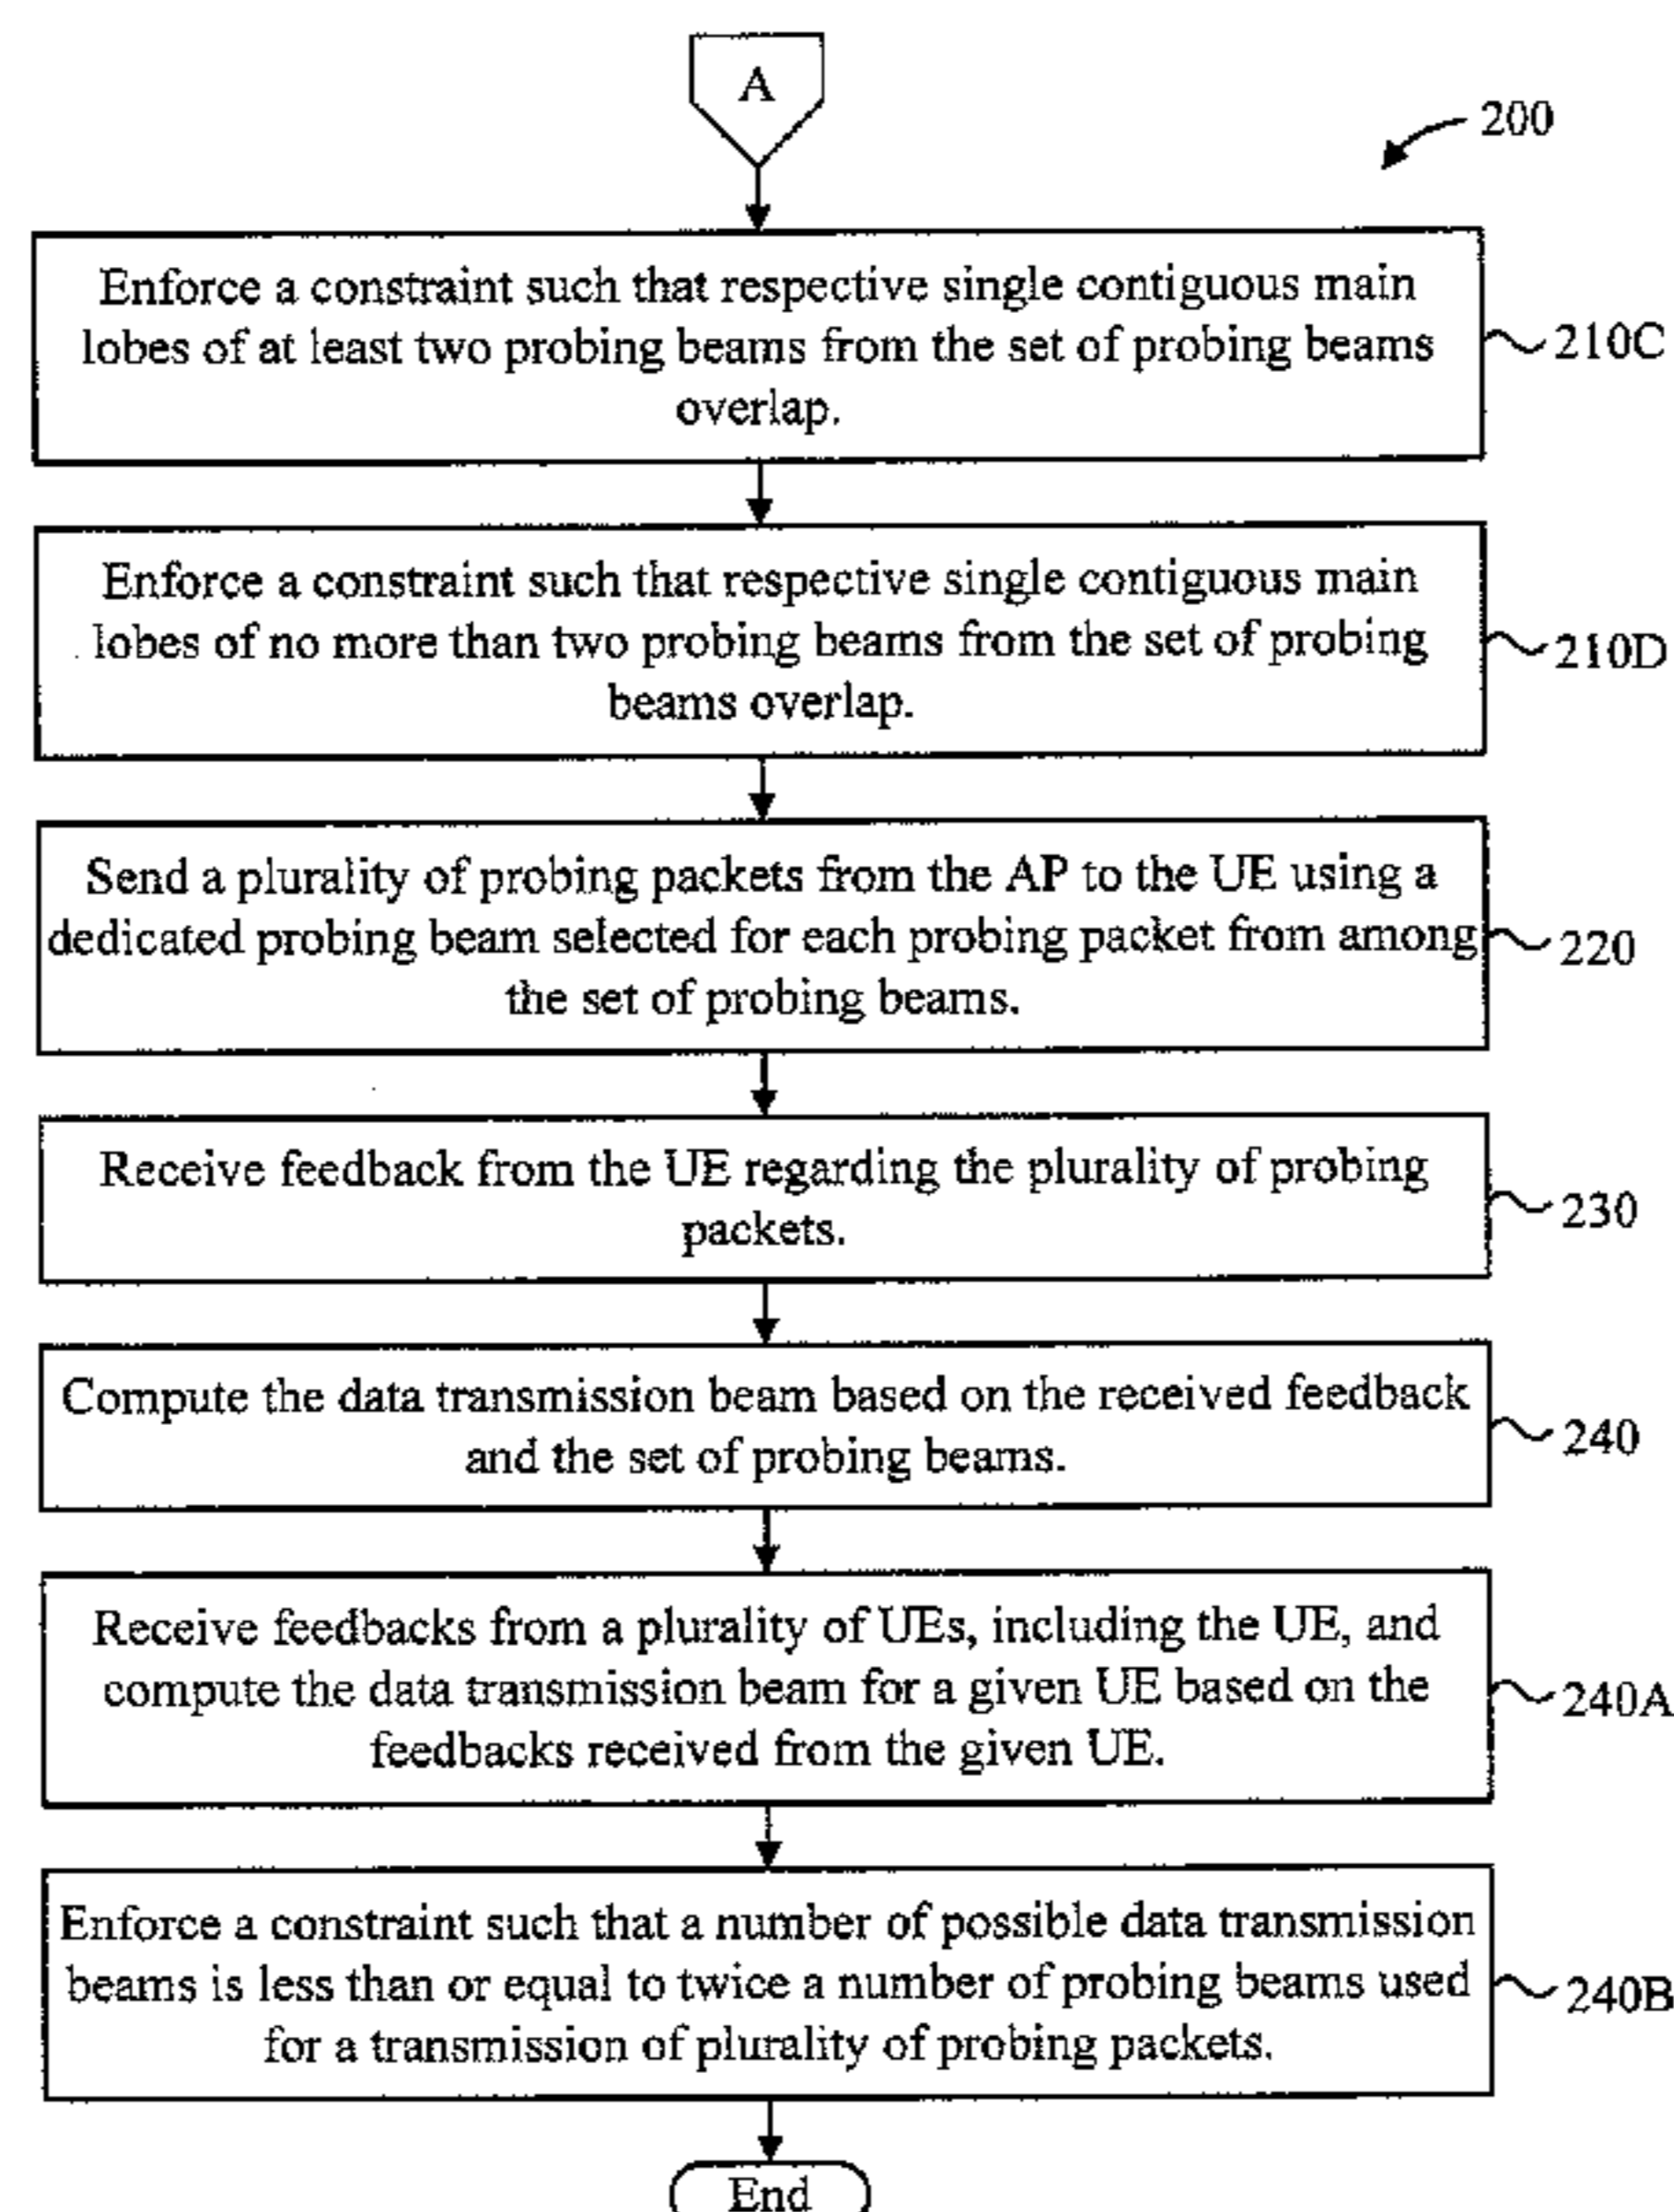 A
200
Enforce a constraint such that respective single contiguous main
lobes of at least two probing beams from the set of probing beams
overlap.
210C
Enforce a constraint such that respective single contiguous main
lobes of no more than two probing beams from the set of probing
beams overlap.
210D
Send a plurality of probing packets from the AP to the UE using a
dedicated probing beam selected for each probing packet from among
the set of probing beams.
220
Receive feedback from the UE regarding the plurality of probing
packets.
230
Compute the data transmission beam based on the received feedback
and the set of probing beams.
240
Receive feedbacks from a plurality of UEs, including the UE, and
compute the data transmission beam for a given UE based on the
feedbacks received from the given UE.
240A
Enforce a constraint such that a number of possible data transmission
beams is less than or equal to twice a number of probing beams used
for a transmission of plurality of probing packets.
240B
End